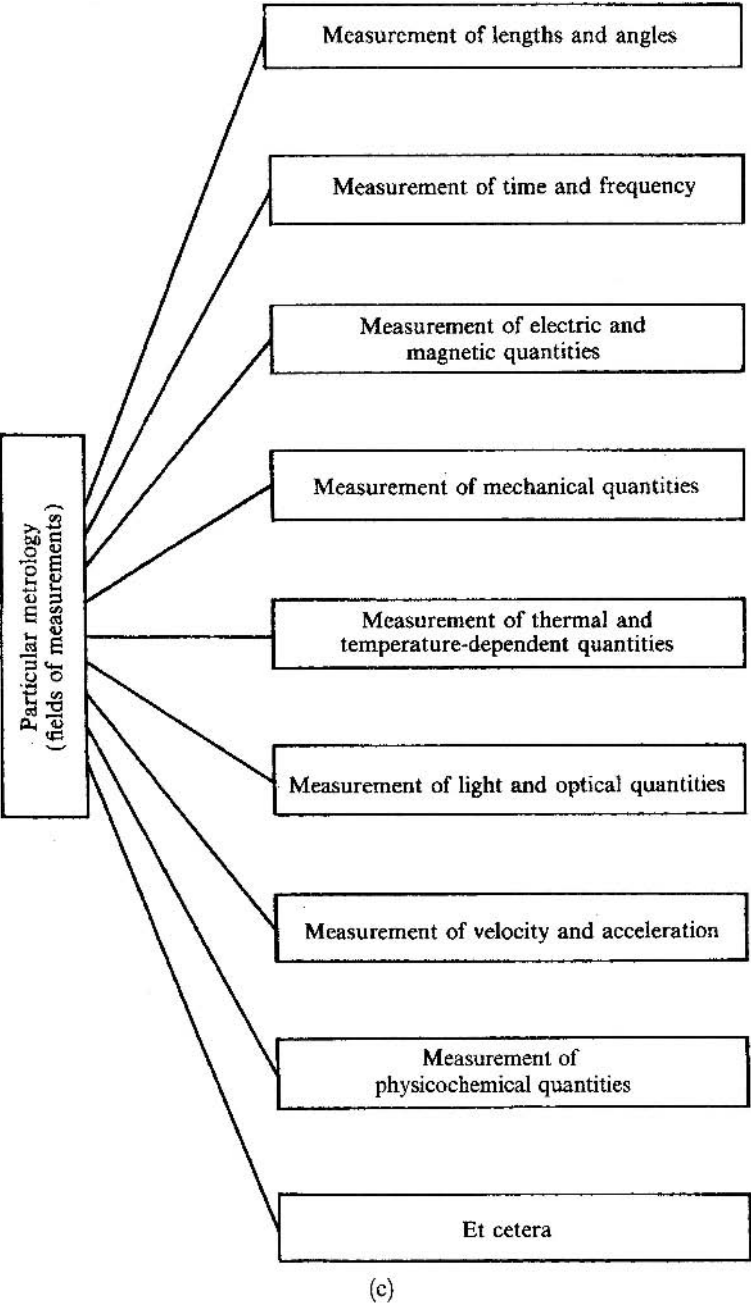 Measurement of lengths and angles
Measurement of time and frequency
Measurement of electric and
magnetic quantities
Measurement of mechanical quantities
Particular metrology
(fields of measurements)
Measurement of thermal and
temperature-dependent quantities
Measurement of light and optical quantities
Measurement of velocity and acceleration
Measurement of
physicochemical quantities
Et cetera
(c)